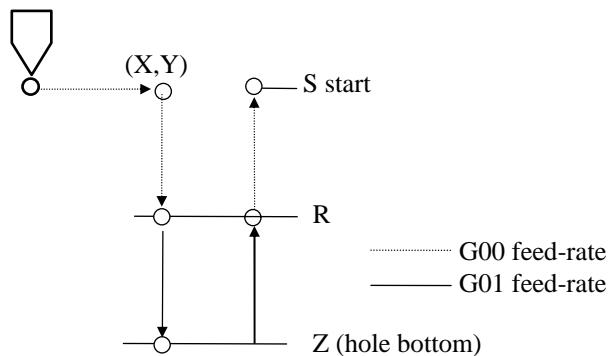 (X,Y)
S start
R
G00 feed-rate
G01 feed-rate
Z (hole bottom)